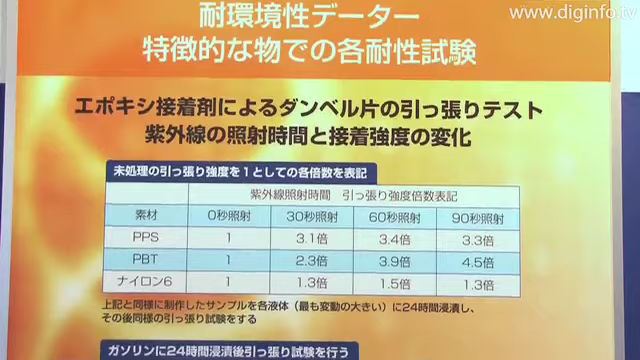 www.diginfo.tv
耐環境性データー
特徴的な物での各耐性試験
エポキシ接着剤によるダンベル片の引っ張りテスト
紫外線の照射時間と接着強度の変化
未処理の引っ張り強度を1としての各倍数を表記
紫外線照射時間 引っ張り強度倍数表記
素材 0秒照射 30秒照射 60秒照射 90秒照射
PPS 1 3.1倍 3.4倍 3.3倍
PBT 1 2.3倍 3.9倍 4.5倍
ナイロン6 1 1.3倍 1.5倍 1.3倍
上記と同様に制作したサンプルを各液体（最も変動の大きい）に24時間浸漬し、
その後同様の引っ張り試験をする
ガソリンに24時間浸漬後引っ張り試験を行う